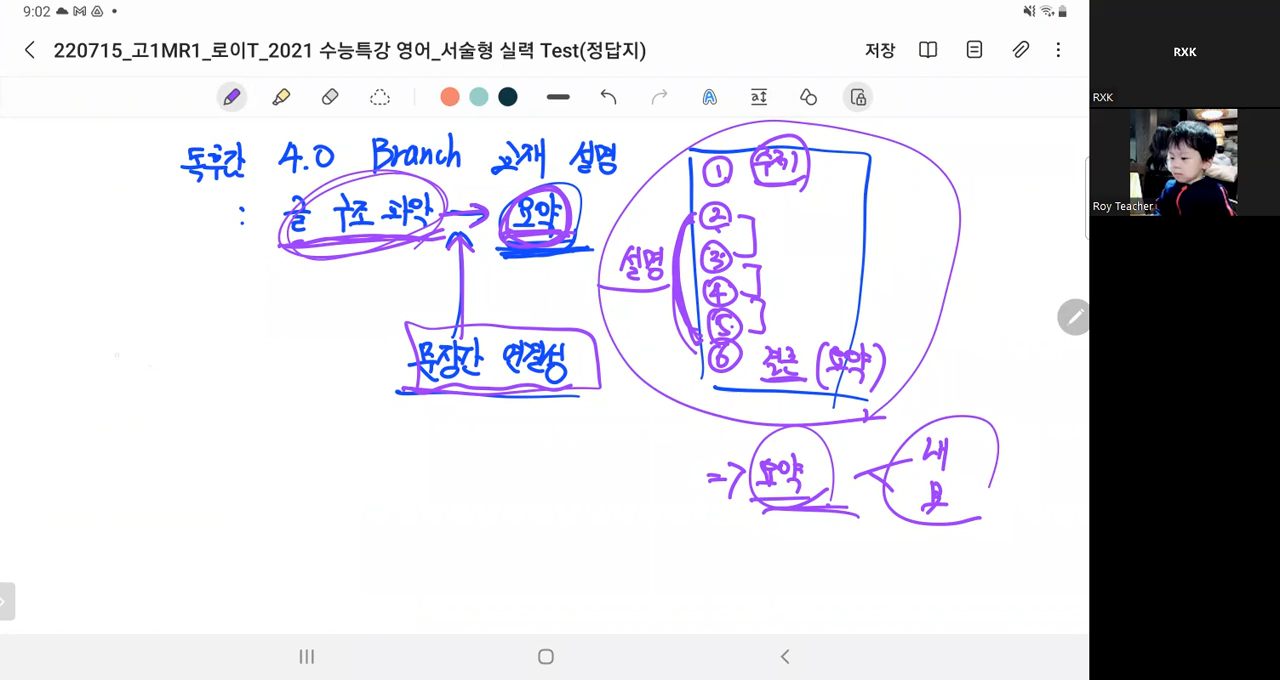 9:02
220715_고1MR1_로이T_2021 수능특강 영어_서술형 실력 Test(정답지)
저장
독후간 4.0 Branch 교재 설명
: 글 구조 파악 → 요약
문장간 연결성
① 주제
②
③
④
⑤
설명
⑥ 결론 (요약)
=> 요약
내
RXK
RXK
Roy Teacher